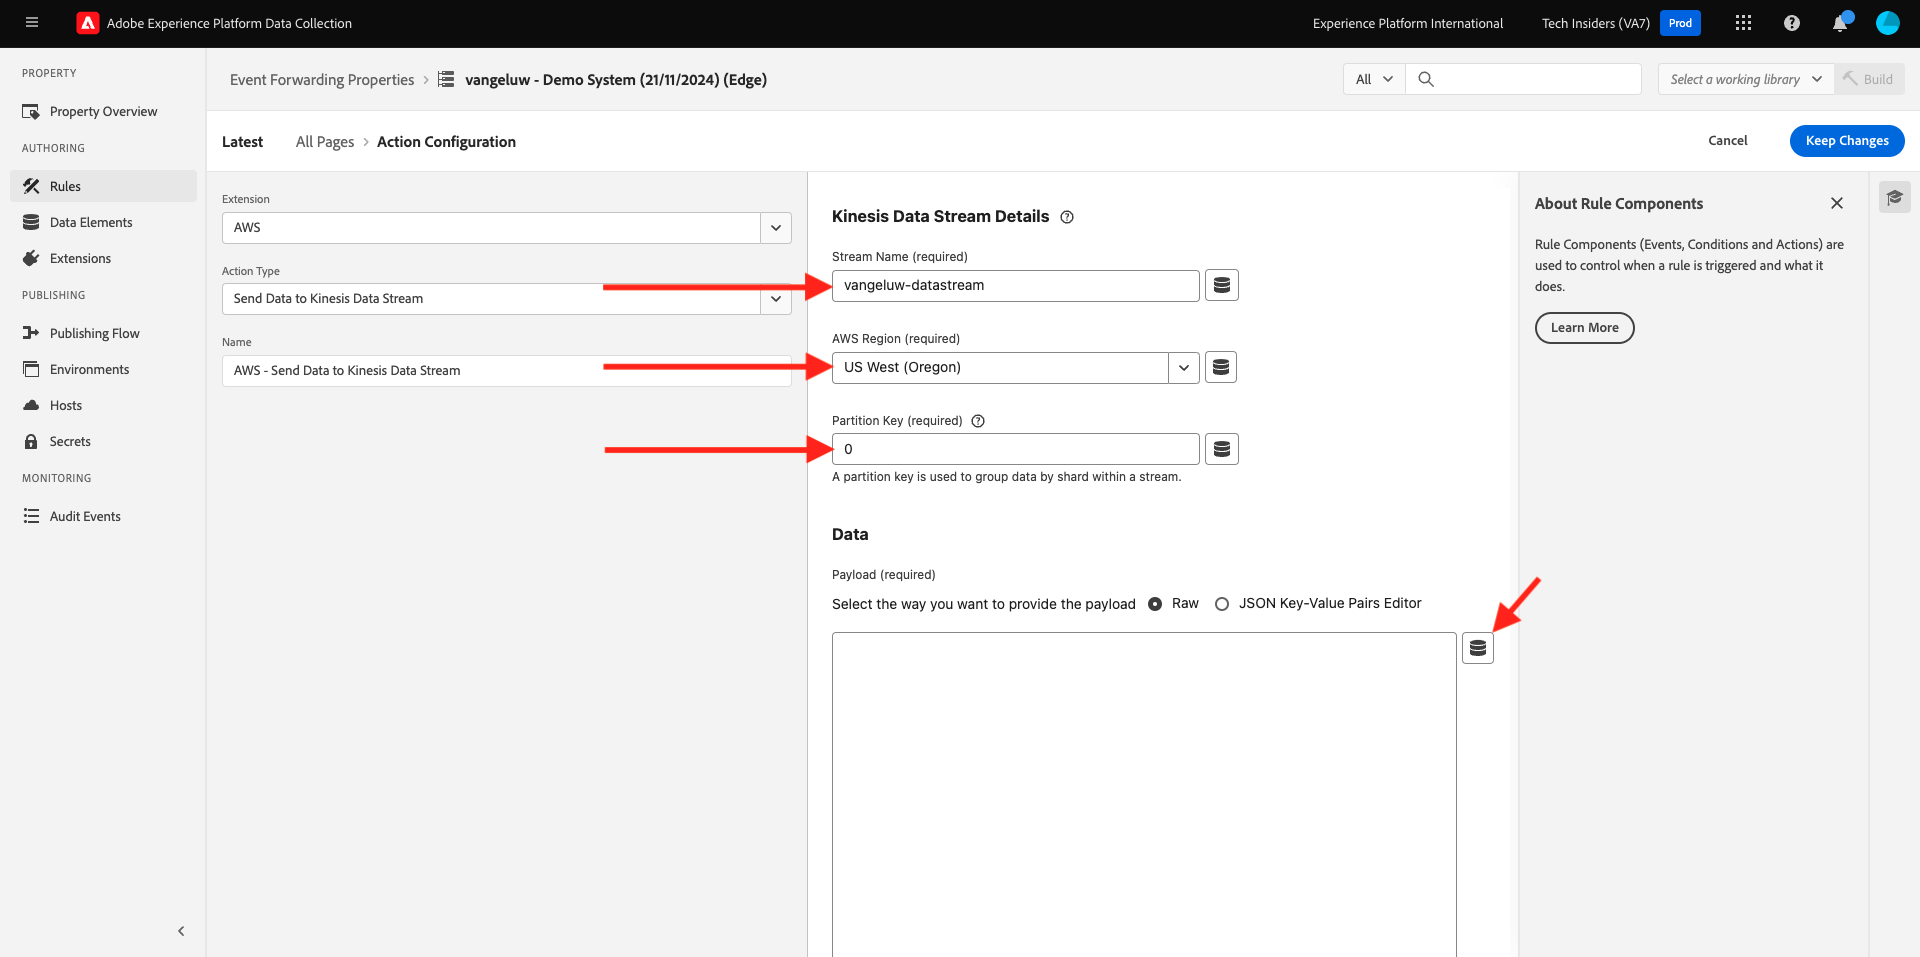 Adobe Experience Platform Data Collection
Experience Platform International
Tech Insiders (VA7)
Prod
PROPERTY
Property Overview
AUTHORING
Rules
Data Elements
Extensions
PUBLISHING
Publishing Flow
Environments
Hosts
Secrets
MONITORING
Audit Events
Event Forwarding Properties
vangeluw - Demo System (21/11/2024) (Edge)
All
Select a working library
Build
Latest
All Pages
Action Configuration
Cancel
Keep Changes
Extension
AWS
Action Type
Send Data to Kinesis Data Stream
Name
AWS - Send Data to Kinesis Data Stream
Kinesis Data Stream Details
Stream Name (required)
vangeluw-datastream
AWS Region (required)
US West (Oregon)
Partition Key (required)
0
A partition key is used to group data by shard within a stream.
Data
Payload (required)
Select the way you want to provide the payload
Raw
JSON Key-Value Pairs Editor
About Rule Components
Rule Components (Events, Conditions and Actions) are
used to control when a rule is triggered and what it
does.
Learn More